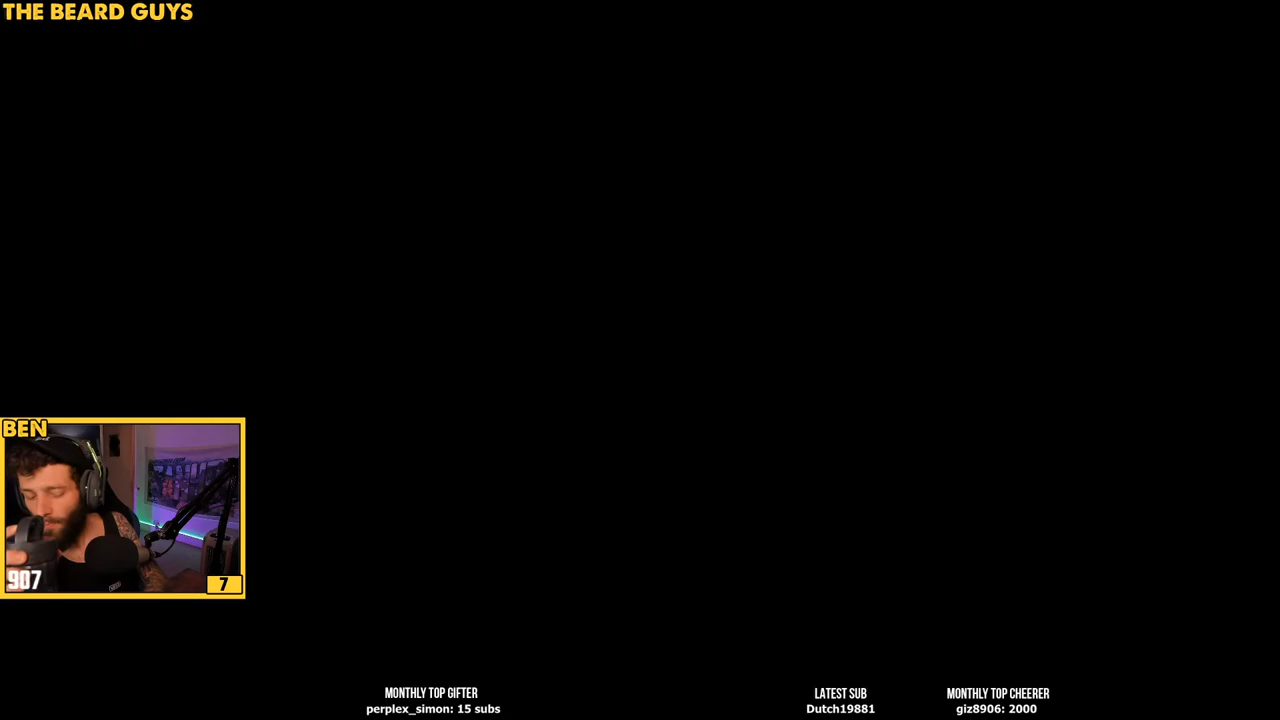 THE BEARD GUYS
BEN
907
7
MONTHLY TOP GIFTER
perplex_simon: 15 subs
LATEST SUB
Dutch19881
MONTHLY TOP CHEERER
giz8906: 2000